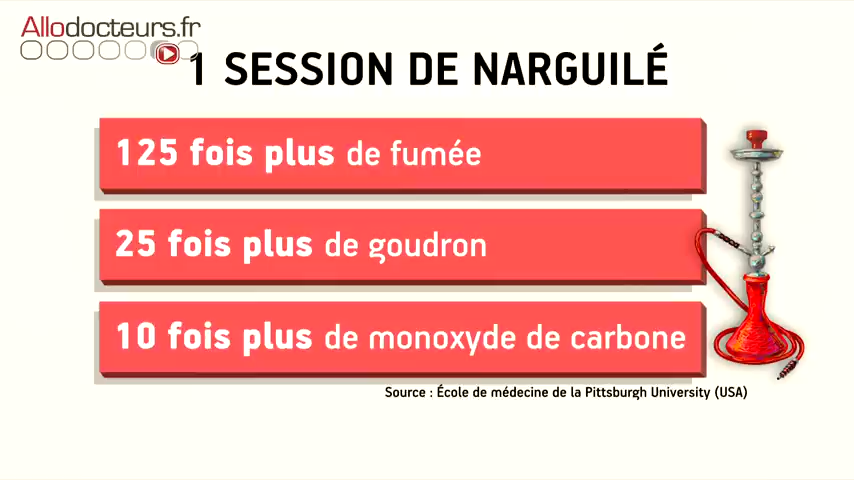 Allodocteurs.fr
1 SESSION DE NARGUILÉ
125 fois plus de fumée
25 fois plus de goudron
10 fois plus de monoxyde de carbone
Source : École de médecine de la Pittsburgh University (USA)